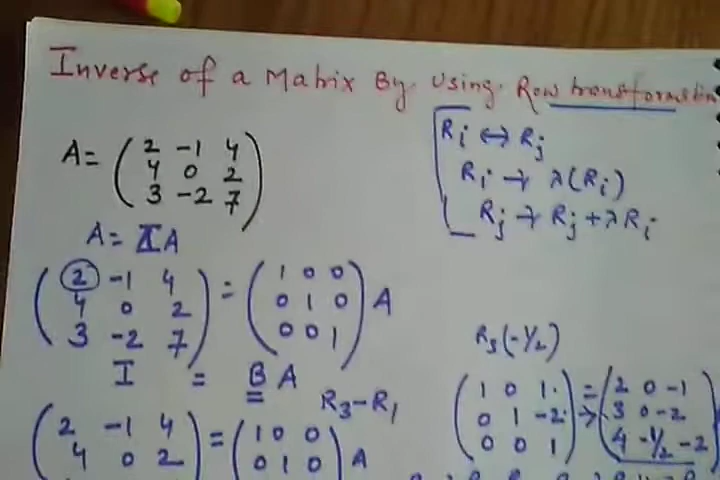 Inverse of a Matrix By Using Row transformation
A = ( 2 -1 4
4 0 2
3 -2 7 )
Ri ↔ Rj
Ri → λ(Ri)
Rj → Rj + λRi
A = IA
( 2 -1 4
4 0 2
3 -2 7 ) = ( 1 0 0
0 1 0
0 0 1 ) A
I = B A
R3 – R1
( 2 -1 4
4 0 2 = ( 1 0 0
0 1 0 ) A
R3 (-1/2)
( 1 0 1
0 1 -2
0 0 1 ) = ( 2 0 -1
3 0 -2
4 -1/2 -2 )